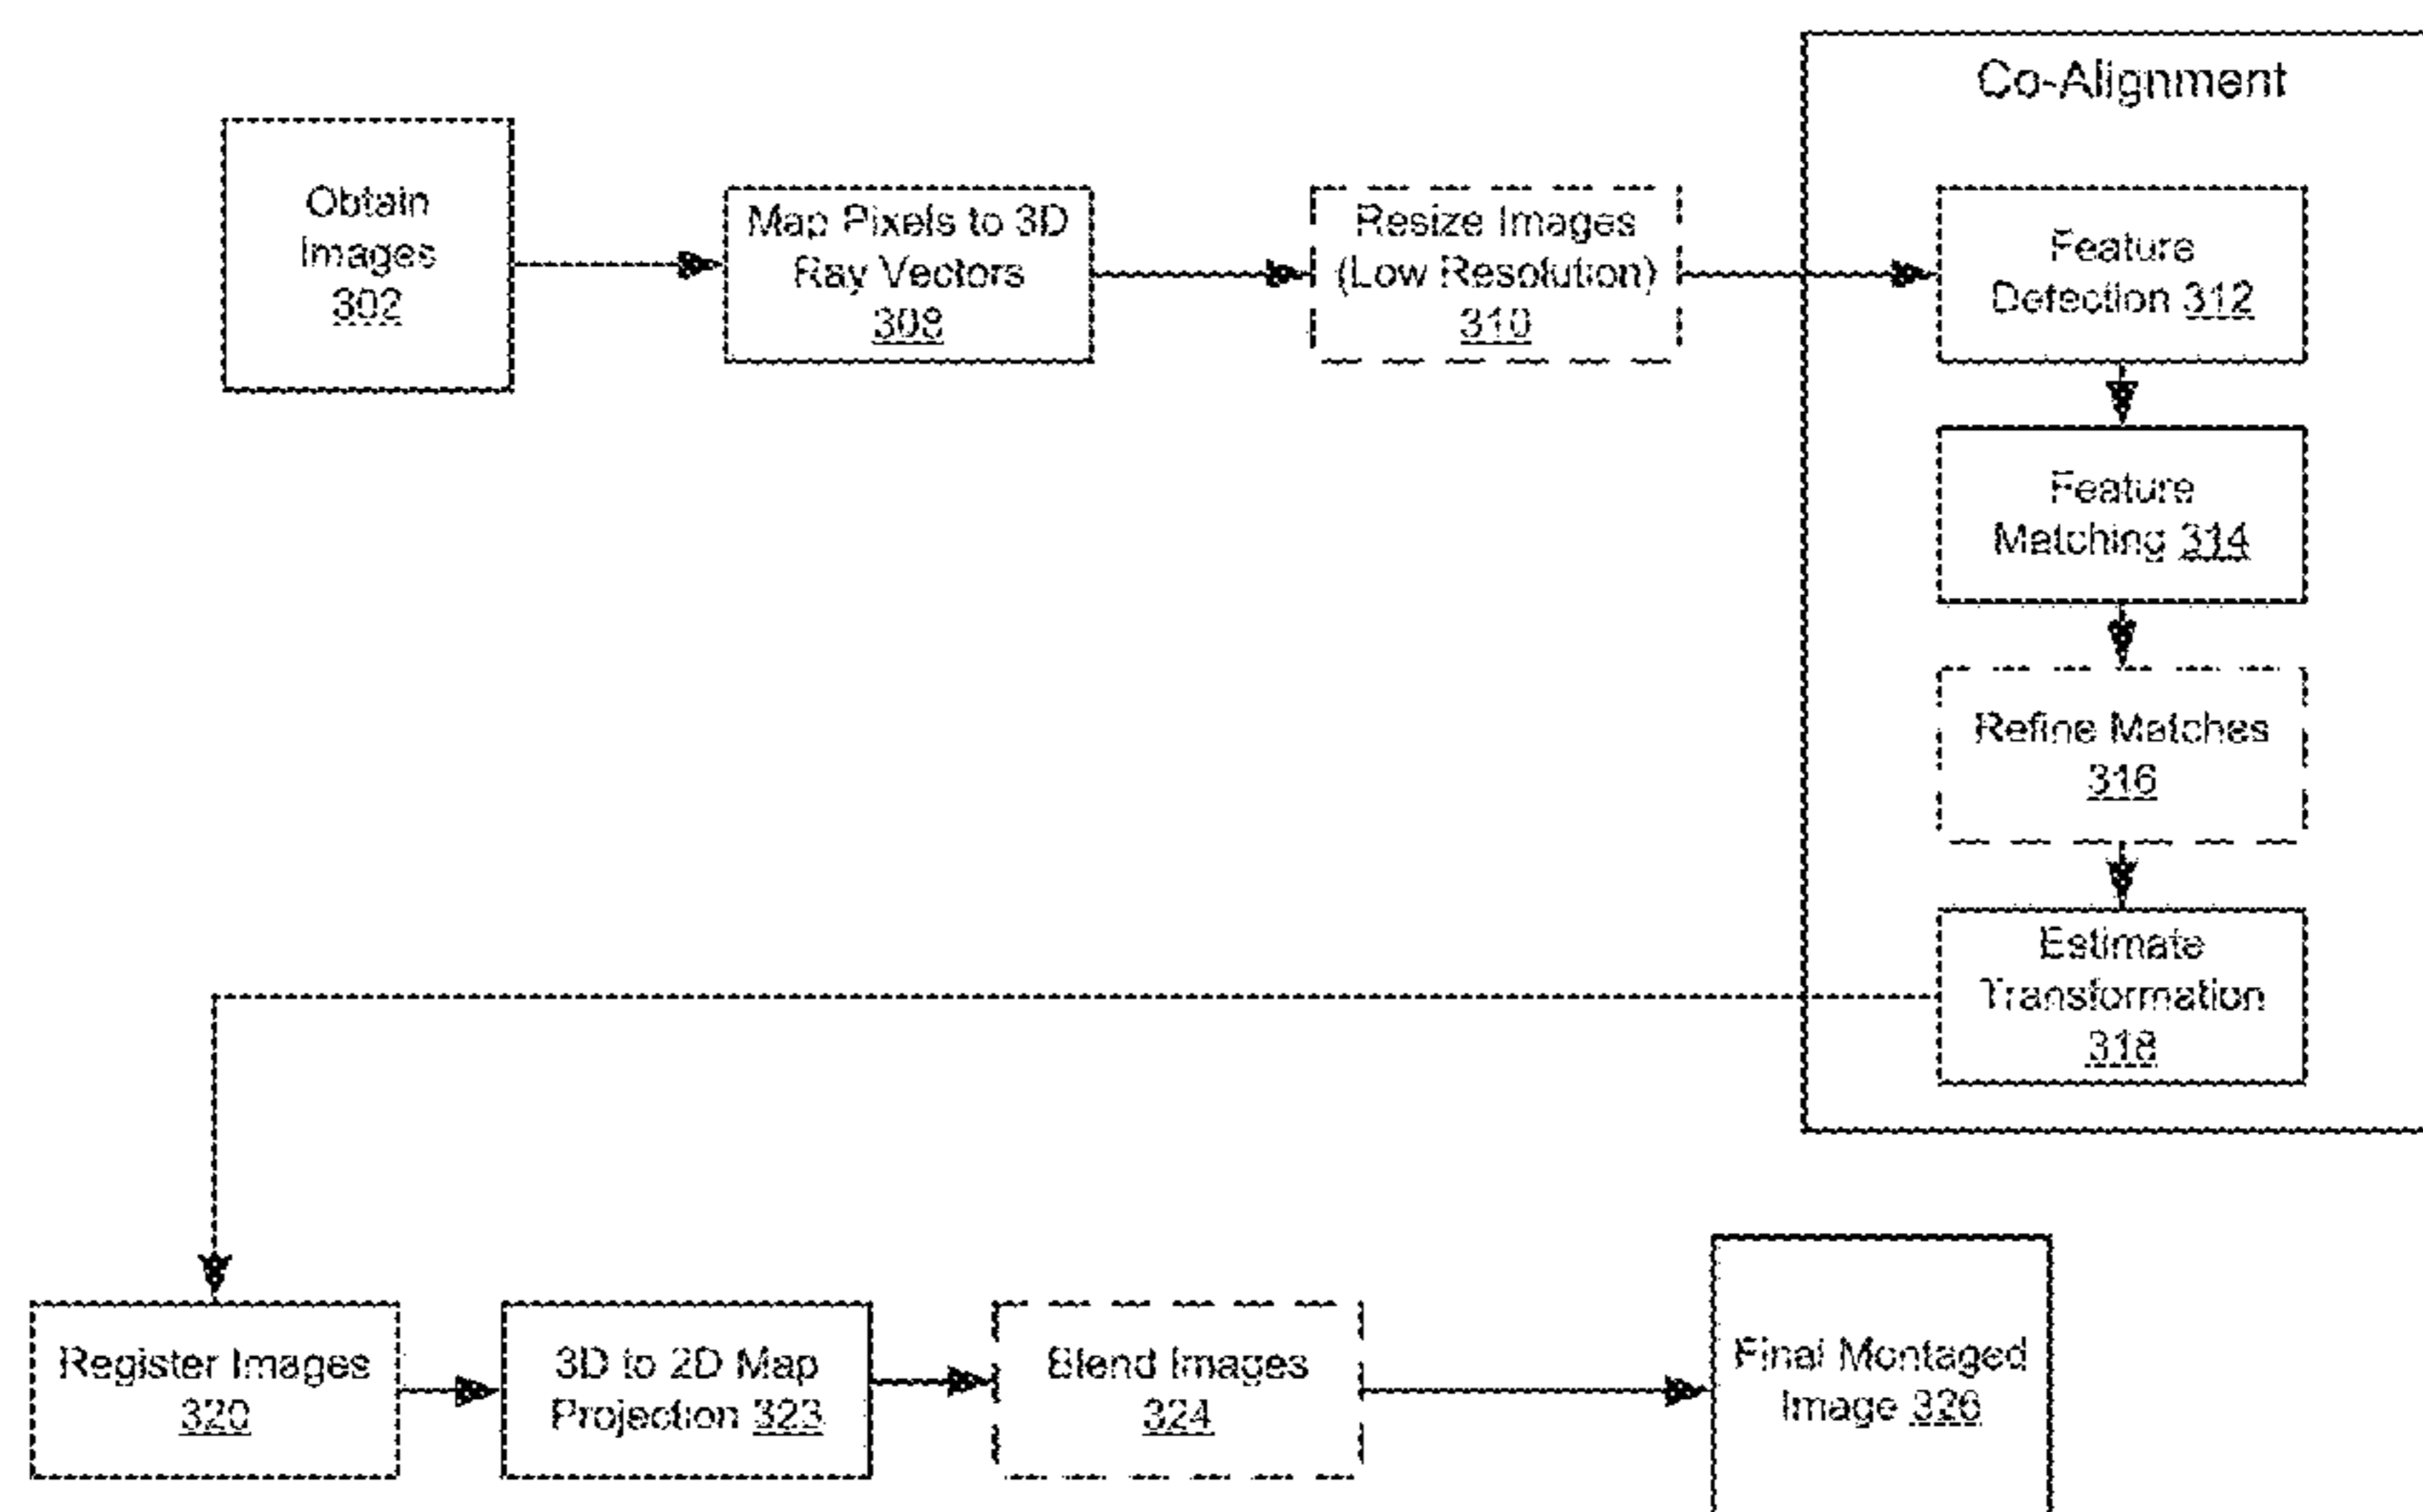 Obtain
Images
302
Map Pixels to 3D
Ray Vectors
308
Resize Images
(Low Resolution)
310
Co-Alignment
Feature
Detection 312
Feature
Matching 314
Refine Matches
316
Estimate
Transformation
318
Register Images
320
3D to 2D Map
Projection 323
Blend Images
324
Final Montaged
Image 326